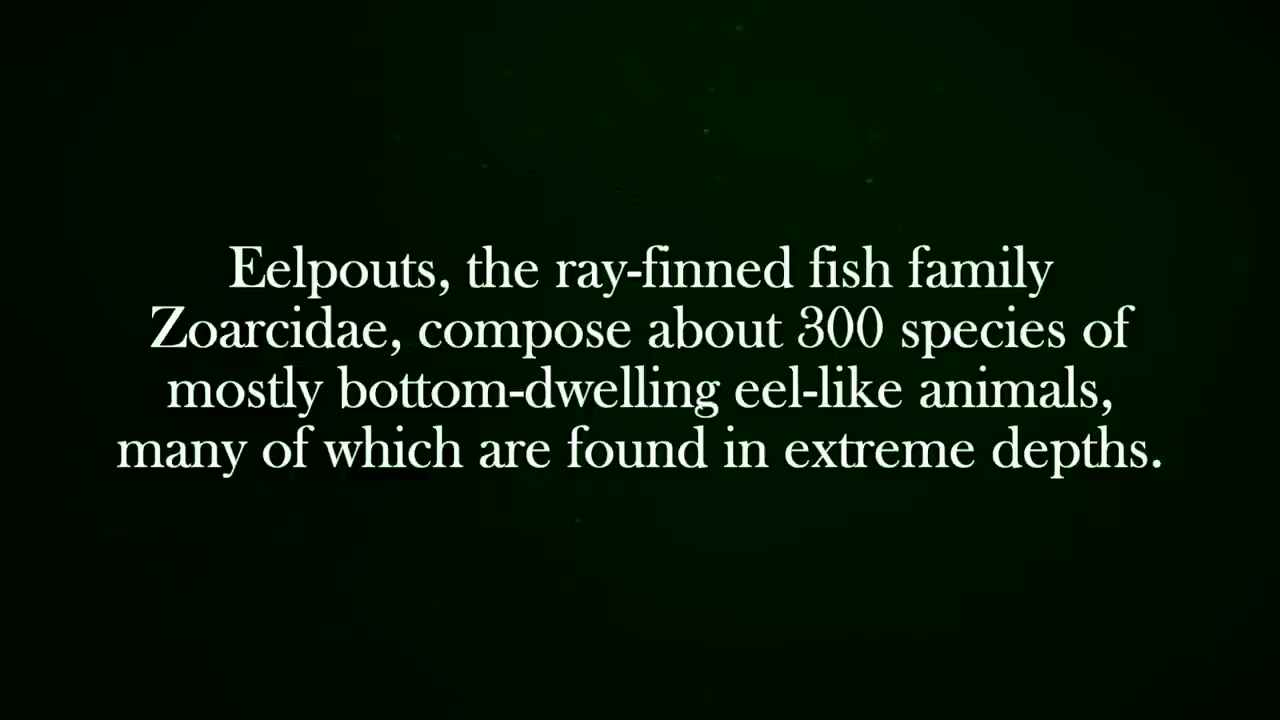 Eelpouts, the ray-finned fish family
Zoarcidae, compose about 300 species of
mostly bottom-dwelling eel-like animals,
many of which are found in extreme depths.